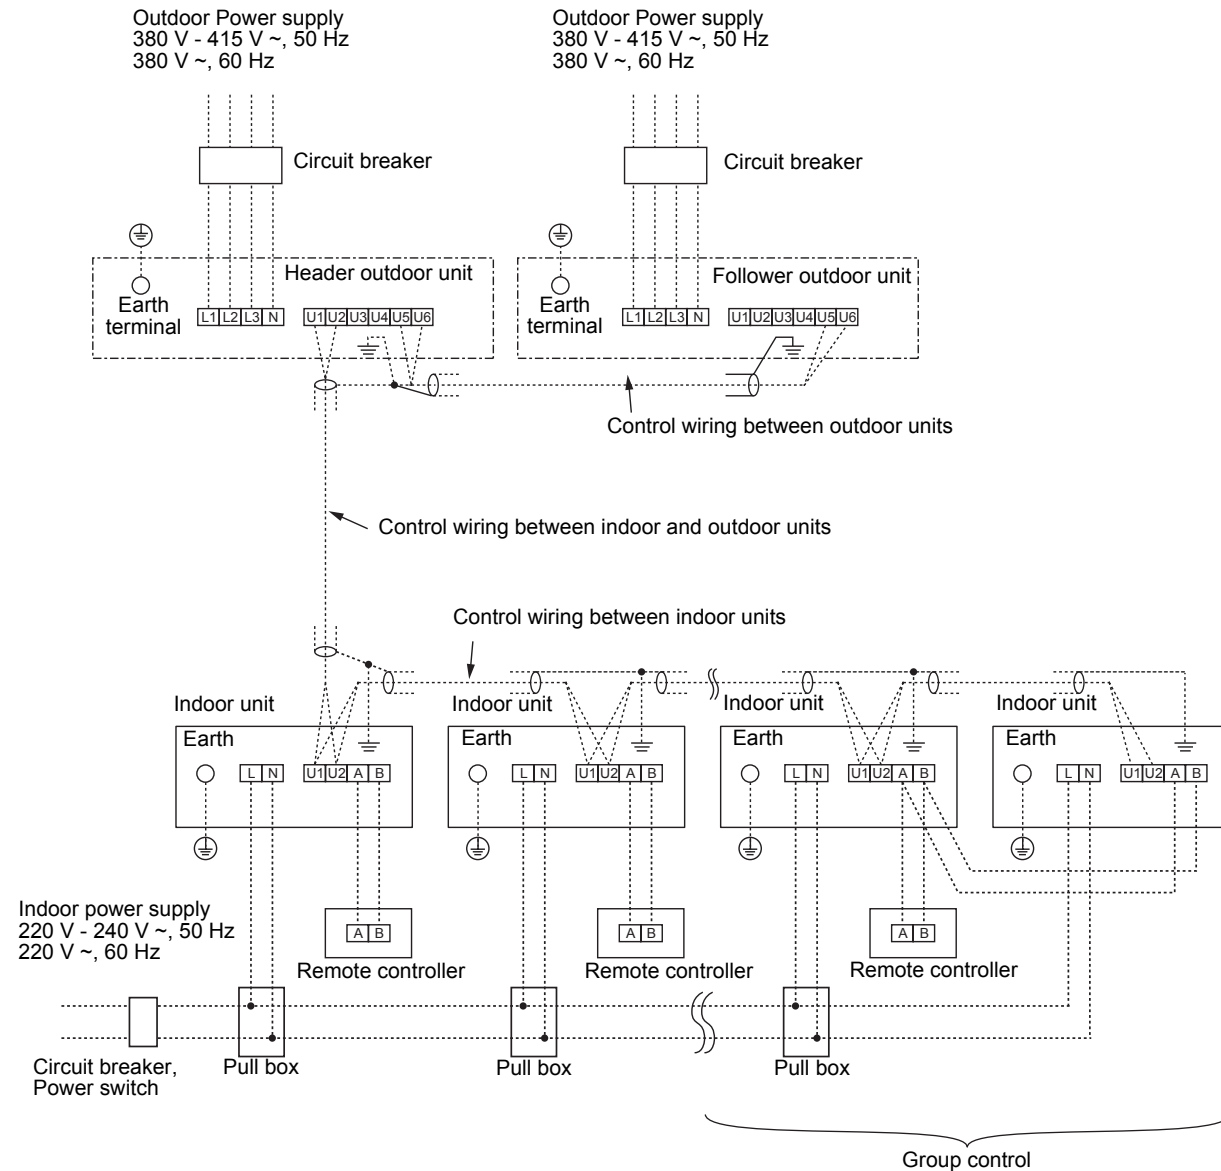 Outdoor Power supply
380 V - 415 V ~, 50 Hz
380 V ~, 60 Hz
Outdoor Power supply
380 V - 415 V ~, 50 Hz
380 V ~, 60 Hz
Circuit breaker
Circuit breaker
Header outdoor unit
Earth
terminal
L1 L2 L3 N
U1 U2 U3 U4 U5 U6
Follower outdoor unit
Earth
terminal
L1 L2 L3 N
U1 U2 U3 U4 U5 U6
Control wiring between outdoor units
Control wiring between indoor and outdoor units
Control wiring between indoor units
Indoor unit
Earth
L N
U1 U2 A B
Indoor unit
Earth
L N
U1 U2 A B
Indoor unit
Earth
L N
U1 U2 A B
Indoor unit
Earth
L N
U1 U2 A B
Indoor power supply
220 V - 240 V ~, 50 Hz
220 V ~, 60 Hz
A B
Remote controller
A B
Remote controller
A B
Remote controller
Circuit breaker,
Power switch
Pull box
Pull box
Pull box
Group control